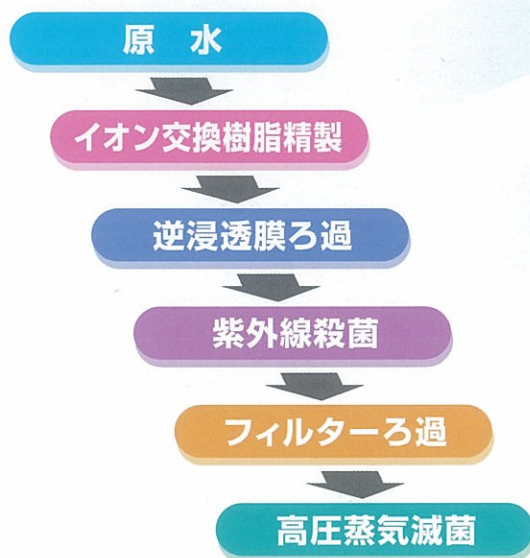 原 水
イオン交換樹脂精製
逆浸透膜ろ過
紫外線殺菌
フィルターろ過
高圧蒸気滅菌